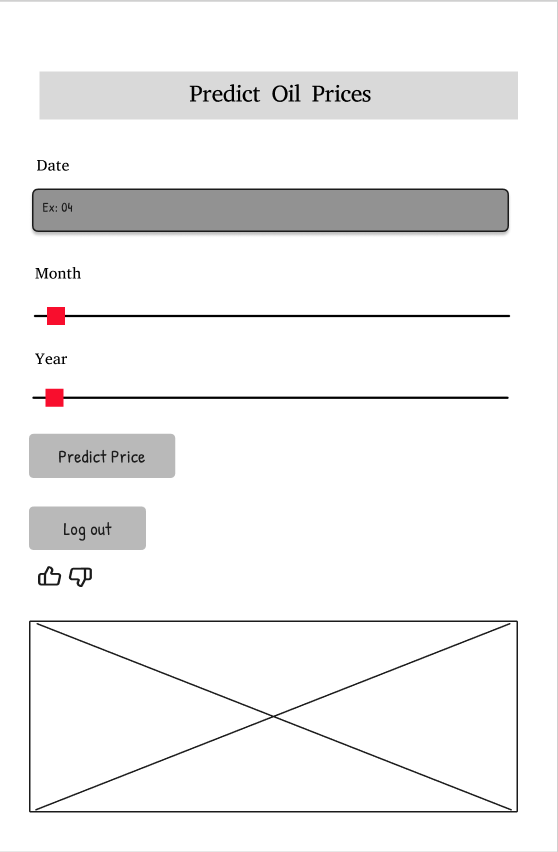 Predict Oil Prices
Date
Ex: 04
Month
Year
Predict Price
Log out